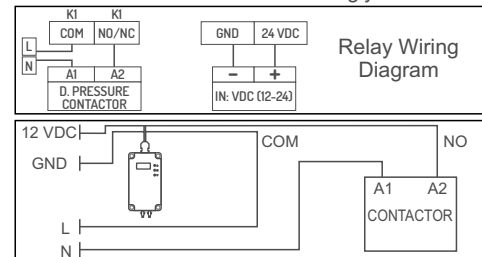 K1 K1
COM NO/NC
L
N
A1 A2
D. PRESSURE
CONTACTOR
GND 24 VDC
- +
IN: VDC (12-24)
Relay Wiring
Diagram
12 VDC
GND
COM
NO
A1 A2
CONTACTOR
L
N